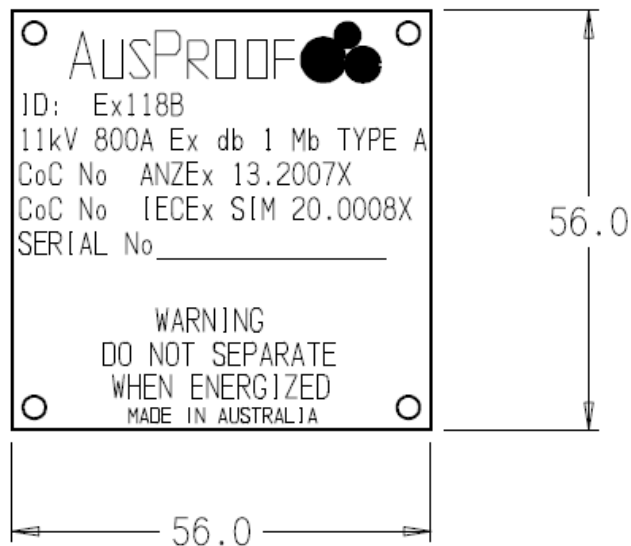 AUSPROOF
ID: Ex118B
11kV 800A Ex db 1 Mb TYPE A
CoC No ANZEx 13.2007X
CoC No IECEx SIM 20.0008X
SERIAL No
WARNING
DO NOT SEPARATE
WHEN ENERGIZED
MADE IN AUSTRALIA
56.0
56.0